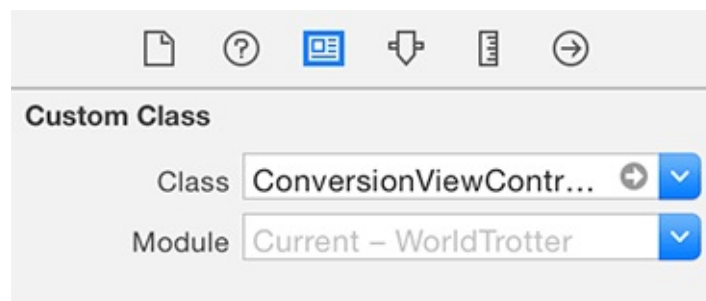 Custom Class
Class ConversionViewContr...
Module Current – WorldTrotter